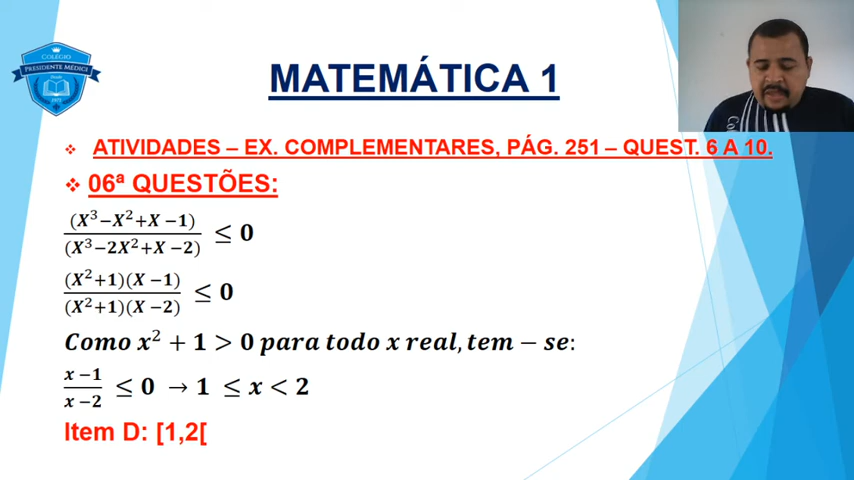 COLÉGIO
PRESIDENTE MÉDICI
MATEMÁTICA 1
❖ ATIVIDADES – EX. COMPLEMENTARES, PÁG. 251 – QUEST. 6 A 10.
❖ 06ª QUESTÕES:
(X³−X²+X −1)/(X³−2X²+X −2) ≤ 0
(X²+1)(X −1)/(X²+1)(X −2) ≤ 0
Como x² + 1 > 0 para todo x real, tem − se:
x −1/x −2 ≤ 0 → 1 ≤ x < 2
Item D: [1,2[